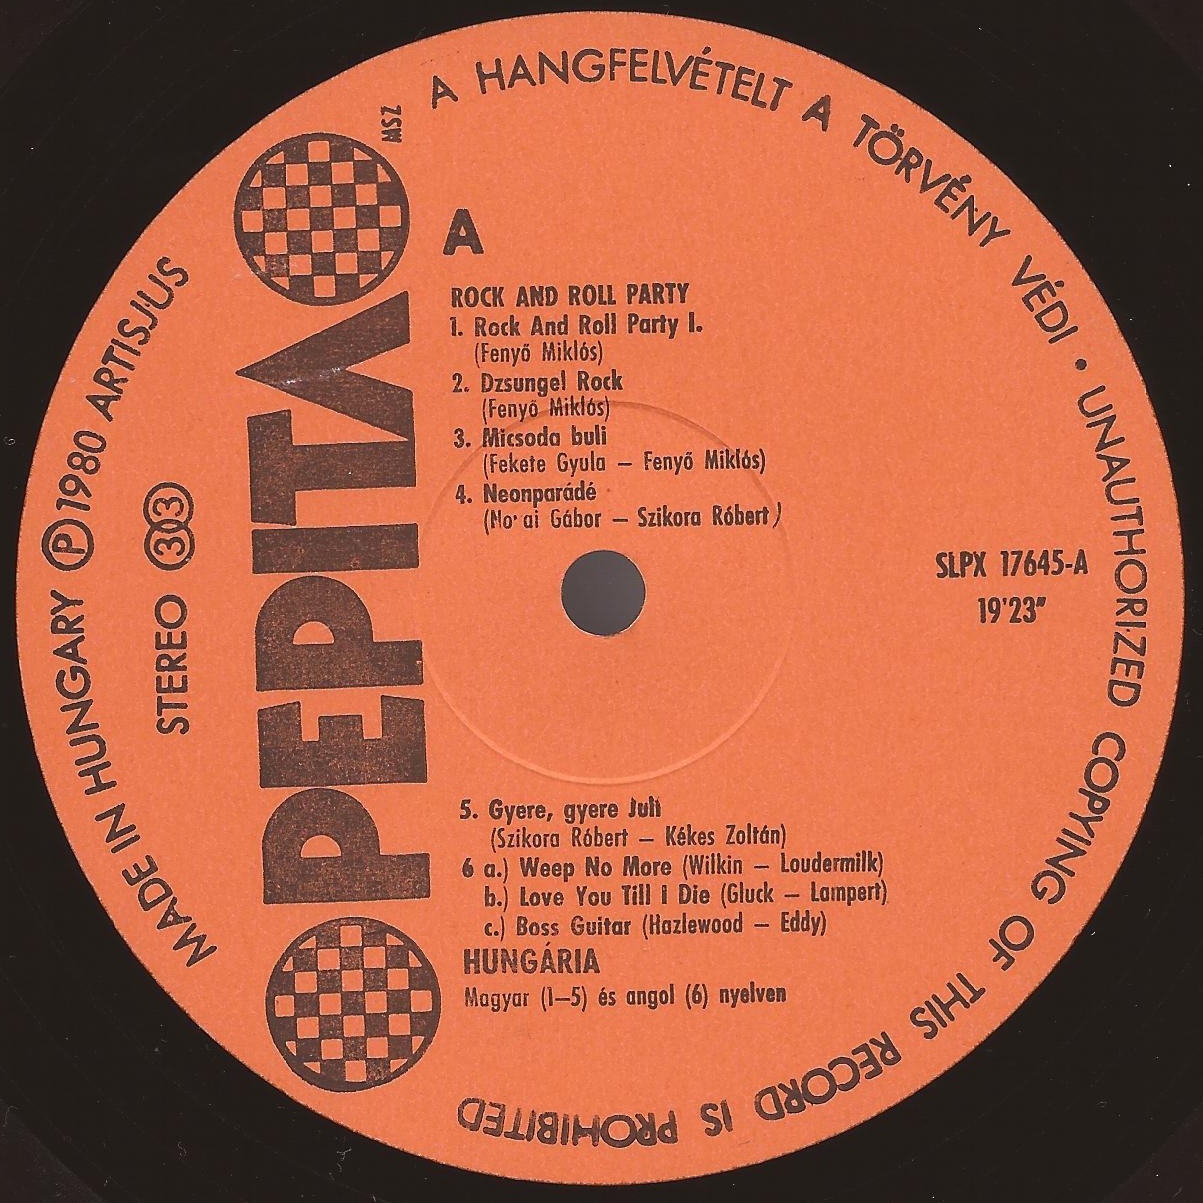 A HANGFELVÉTELT A TÖRVÉNY VÉDI • UNAUTHORIZED COPYING OF THIS RECORD IS PROHIBITED
MADE IN HUNGARY Ⓟ 1980 ARTISJUS
STEREO 33
PEPITA
MSZ
A
ROCK AND ROLL PARTY
1. Rock And Roll Party I.
(Fenyő Miklós)
2. Dzsungel Rock
(Fenyő Miklós)
3. Micsoda buli
(Fekete Gyula – Fenyő Miklós)
4. Neonparádé
(Gábor – Szikora Róbert)
SLPX 17645-A
19'23"
5. Gyere, gyere Juli
(Szikora Róbert – Kékes Zoltán)
6 a.) Weep No More (Wilkin – Loudermilk)
b.) Love You Till I Die (Gluck – Lampert)
c.) Boss Guitar (Hazlewood – Eddy)
HUNGÁRIA
Magyar (1–5) és angol (6) nyelven